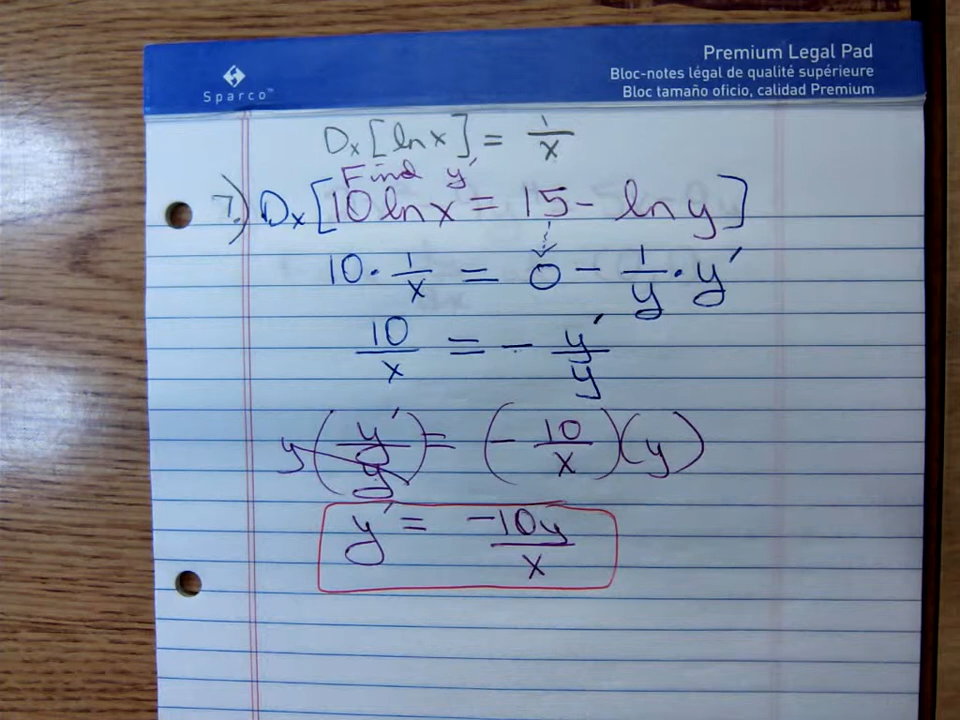 Premium Legal Pad
Bloc-notes légal de qualité supérieure
Bloc tamaño oficio, calidad Premium
Sparco™
Dx [ln x] = 1/x
Find y'
7.) Dx [10 ln x = 15 - ln y]
10 · 1/x = 0 - 1/y · y'
10/x = - y'/y
y (y'/y) = (- 10/x)(y)
y' = -10y/x